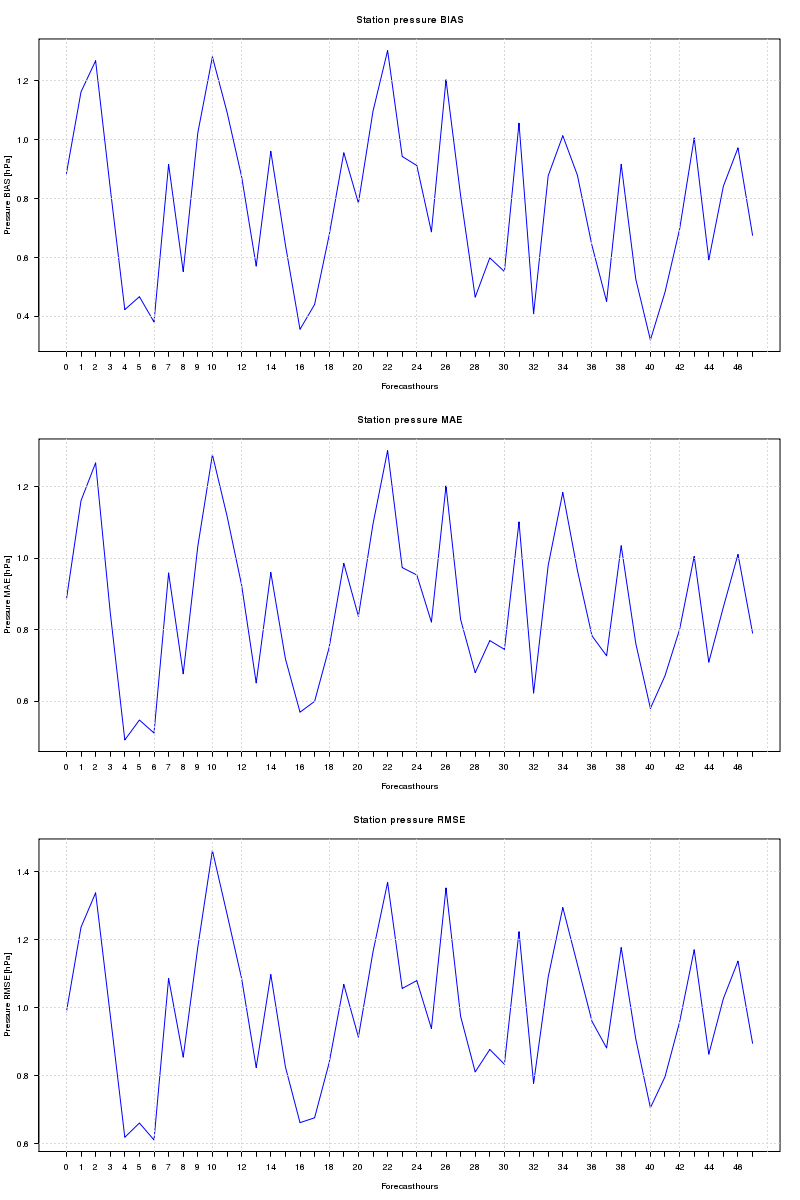 Station pressure BIAS
Pressure BIAS [hPa]
1.2
1.0
0.8
0.6
0.4
0 1 2 3 4 5 6 7 8 9 10 12 14 16 18 20 22 24 26 28 30 32 34 36 38 40 42 44 46
Forecasthours
Station pressure MAE
Pressure MAE [hPa]
1.2
1.0
0.8
0.6
0 1 2 3 4 5 6 7 8 9 10 12 14 16 18 20 22 24 26 28 30 32 34 36 38 40 42 44 46
Forecasthours
Station pressure RMSE
Pressure RMSE [hPa]
1.4
1.2
1.0
0.8
0.6
0 1 2 3 4 5 6 7 8 9 10 12 14 16 18 20 22 24 26 28 30 32 34 36 38 40 42 44 46
Forecasthours